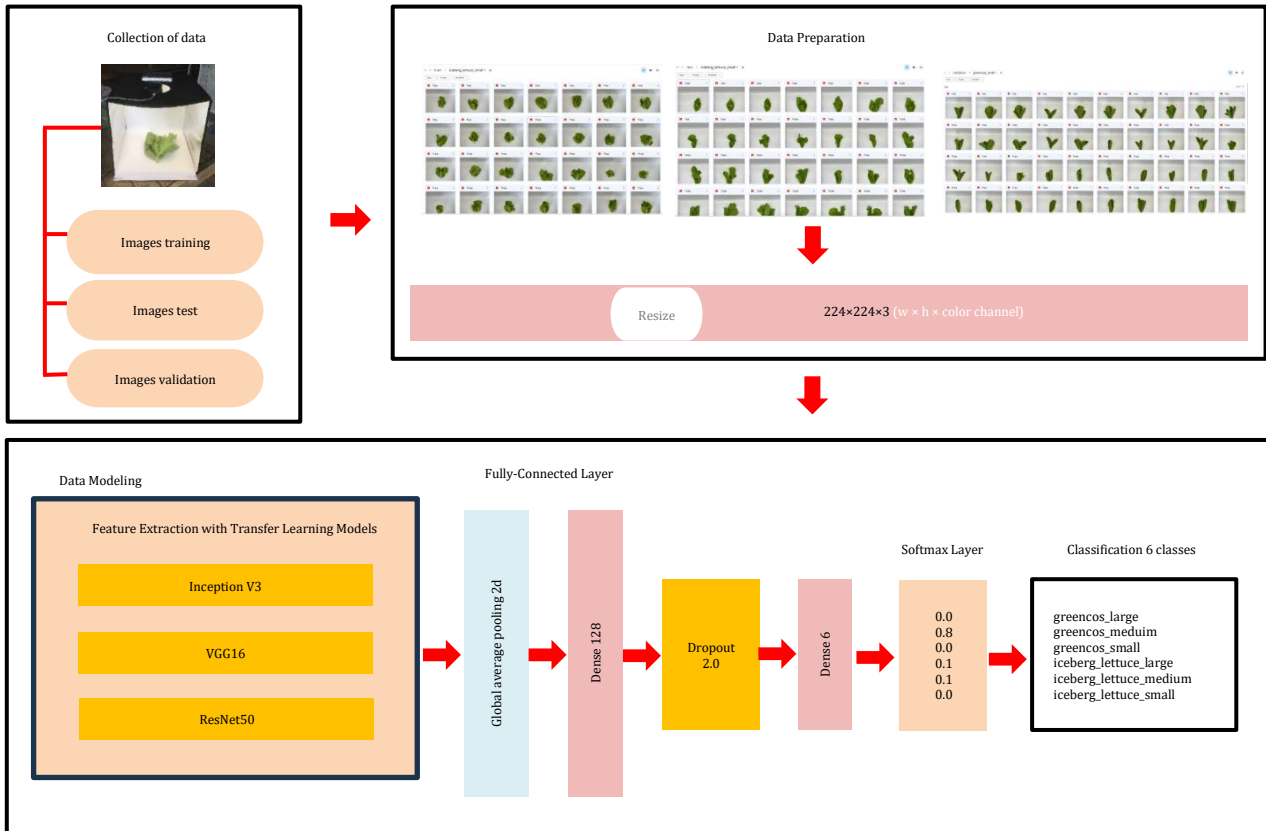 Collection of data
Images training
Images test
Images validation
Data Preparation
Resize
224×224×3 (w × h × color channel)
Data Modeling
Feature Extraction with Transfer Learning Models
Inception V3
VGG16
ResNet50
Fully-Connected Layer
Global average pooling 2d
Dense 128
Dropout
2.0
Dense 6
Softmax Layer
0.0
0.8
0.0
0.1
0.1
0.0
Classification 6 classes
greencos_large
greencos_meduim
greencos_small
iceberg_lettuce_large
iceberg_lettuce_medium
iceberg_lettuce_small